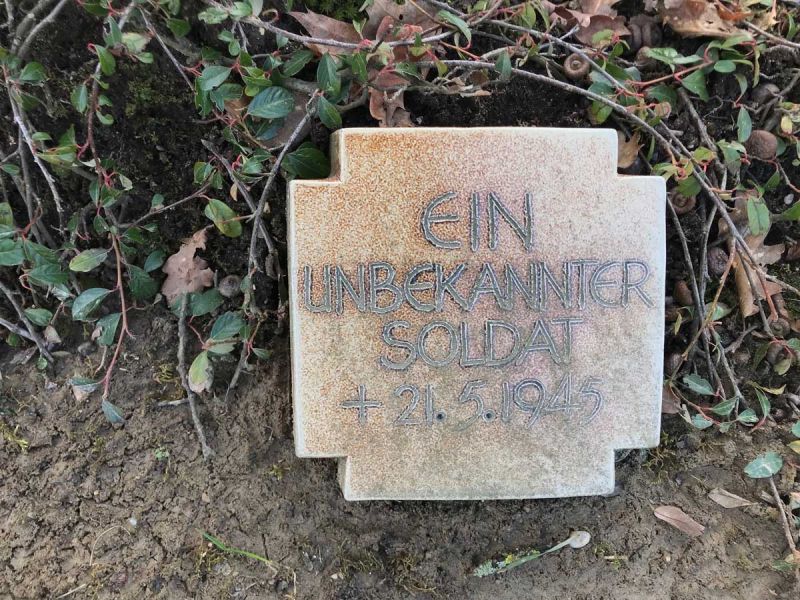 EIN
UNBEKANNTER
SOLDAT
+ 21.5.1945